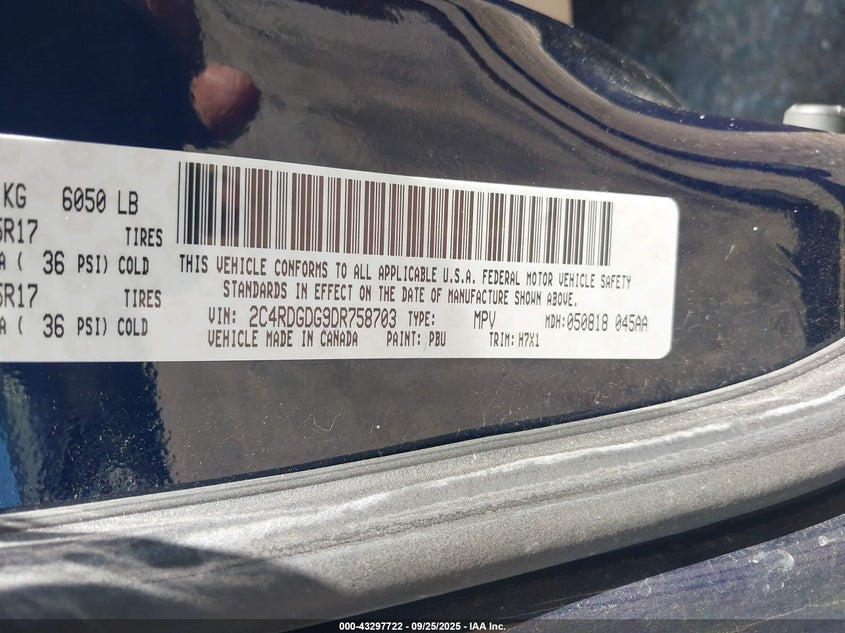 KG 6050 LB
5R17 TIRES
A ( 36 PSI) COLD
5R17 TIRES
A ( 36 PSI) COLD
THIS VEHICLE CONFORMS TO ALL APPLICABLE U.S.A. FEDERAL MOTOR VEHICLE SAFETY
STANDARDS IN EFFECT ON THE DATE OF MANUFACTURE SHOWN ABOVE.
VIN: 2C4RDGDG9DR758703 TYPE: MPV MDH:050818 045AA
VEHICLE MADE IN CANADA PAINT: PBU TRIM: H7X1
000-43297722 - 09/25/2025 - IAA Inc.